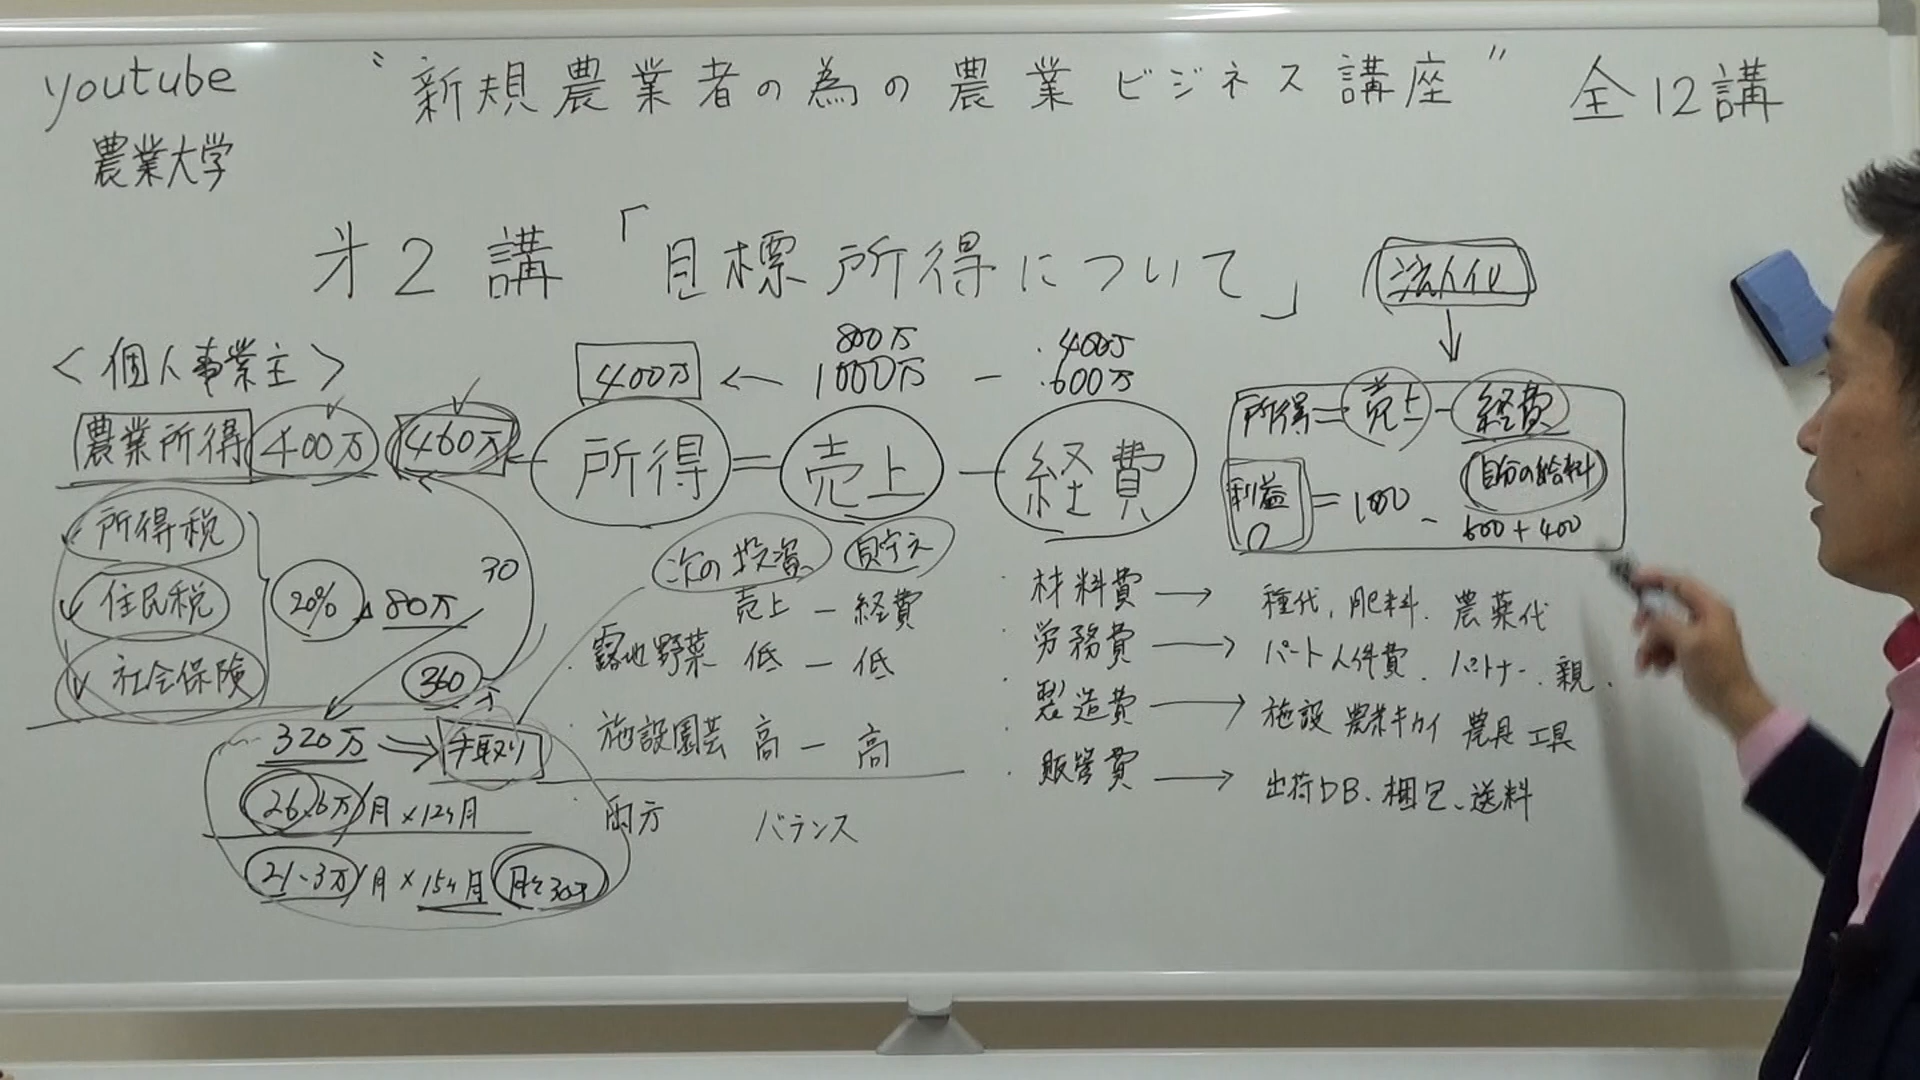 youtube
農業大学
"新規農業者の為の農業ビジネス講座" 全12講
才2講「目標所得について」
法人化
<個人事業主>
農業所得 400万 460万
所得税
住民税
社会保険
20% 80万
30
360
320万 ⇒ 手取り
26.6万/月×12ヶ月
21.3万/月×15ヶ月 月々30万
800万 400万
400万 ← 1000万 - 600万
所得=売上-経費
次の投資 貯え
売上-経費
・露地野菜 低-低
・施設園芸 高-高
・両方 バランス
・材料費 → 種代、肥料、農薬代
・労務費 → パート人件費、パートナー、親、
・製造費 → 施設 農業キカイ 農具 工具
・販管費 → 出荷DB、梱包、送料
所得=売上-経費
自分の給料
利益 0 = 1000 - 600+400